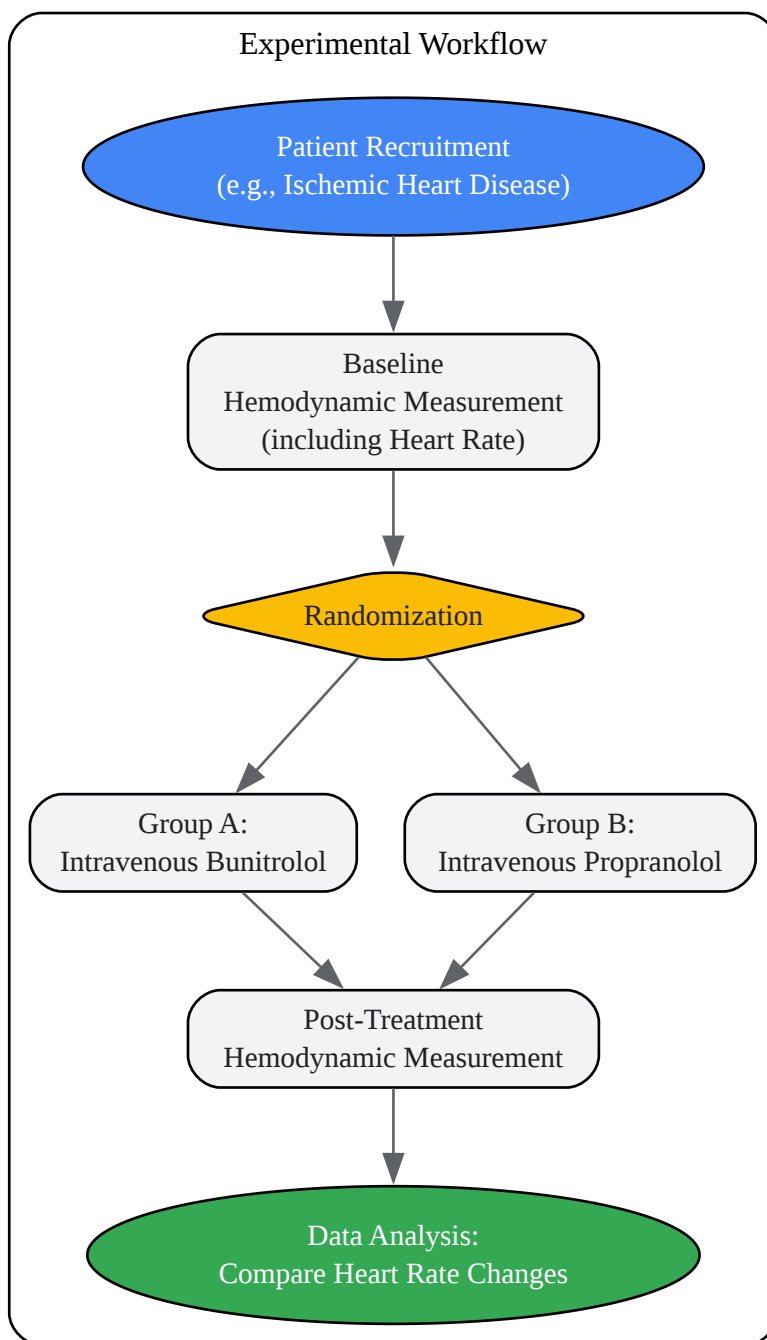 Experimental Workflow
Patient Recruitment
(e.g., Ischemic Heart Disease)
Baseline
Hemodynamic Measurement
(including Heart Rate)
Randomization
Group A:
Intravenous Bunitrolol
Group B:
Intravenous Propranolol
Post-Treatment
Hemodynamic Measurement
Data Analysis:
Compare Heart Rate Changes